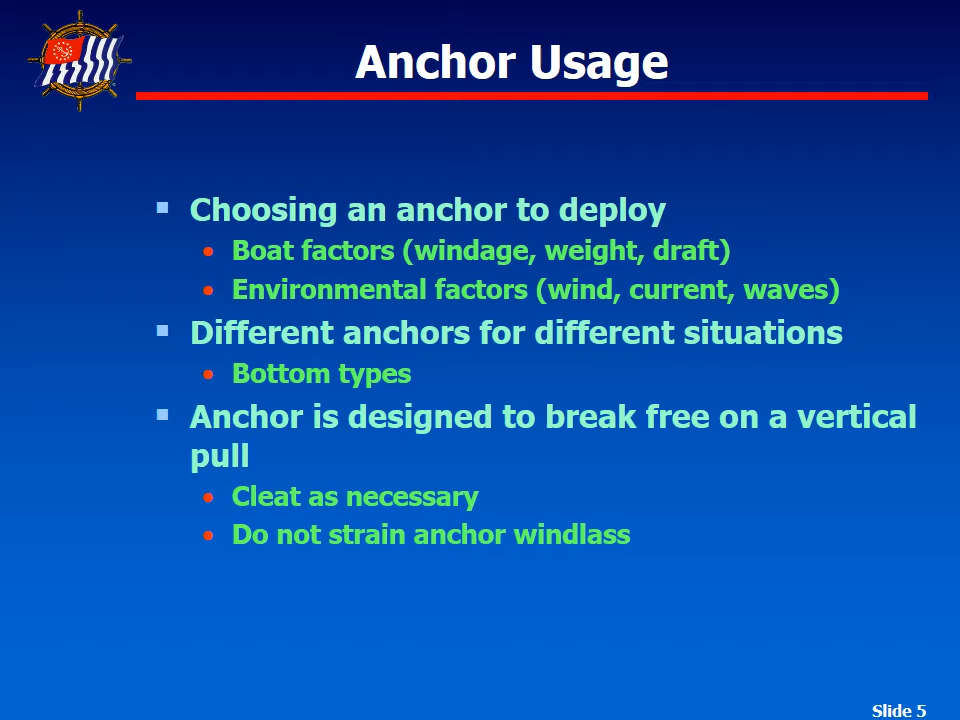 Anchor Usage
Choosing an anchor to deploy
Boat factors (windage, weight, draft)
Environmental factors (wind, current, waves)
Different anchors for different situations
Bottom types
Anchor is designed to break free on a vertical
pull
Cleat as necessary
Do not strain anchor windlass
Slide 5